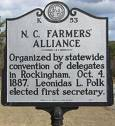 K 53
N. C. FARMERS'
ALLIANCE
Organized by statewide
convention of delegates
in Rockingham, Oct. 4,
1887. Leonidas L. Polk
elected first secretary.